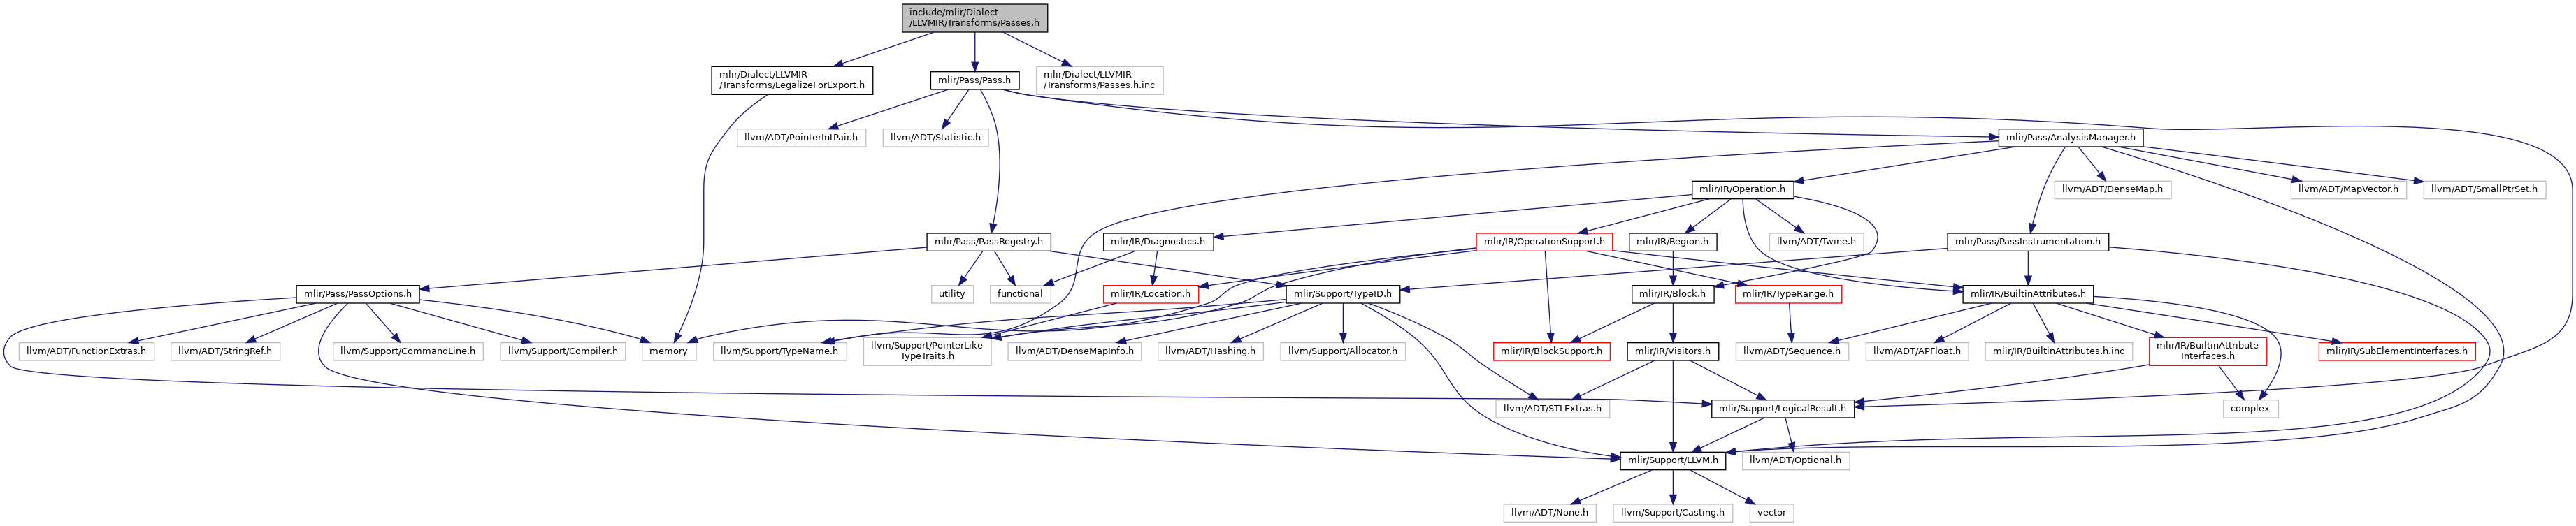 include/mlir/Dialect
/LLVMIR/Transforms/Passes.h
mlir/Dialect/LLVMIR
/Transforms/LegalizeForExport.h
mlir/Pass/Pass.h
mlir/Dialect/LLVMIR
/Transforms/Passes.h.inc
llvm/ADT/PointerIntPair.h
llvm/ADT/Statistic.h
mlir/Pass/AnalysisManager.h
mlir/IR/Operation.h
llvm/ADT/DenseMap.h
llvm/ADT/MapVector.h
llvm/ADT/SmallPtrSet.h
mlir/Pass/PassRegistry.h
mlir/IR/Diagnostics.h
mlir/IR/OperationSupport.h
mlir/IR/Region.h
llvm/ADT/Twine.h
mlir/Pass/PassInstrumentation.h
mlir/Pass/PassOptions.h
utility
functional
mlir/IR/Location.h
mlir/Support/TypeID.h
mlir/IR/Block.h
mlir/IR/TypeRange.h
mlir/IR/BuiltinAttributes.h
llvm/ADT/FunctionExtras.h
llvm/ADT/StringRef.h
llvm/Support/CommandLine.h
llvm/Support/Compiler.h
memory
llvm/Support/TypeName.h
llvm/Support/PointerLike
TypeTraits.h
llvm/ADT/DenseMapInfo.h
llvm/ADT/Hashing.h
llvm/Support/Allocator.h
mlir/IR/BlockSupport.h
mlir/IR/Visitors.h
llvm/ADT/Sequence.h
llvm/ADT/APFloat.h
mlir/IR/BuiltinAttributes.h.inc
mlir/IR/BuiltinAttribute
Interfaces.h
mlir/IR/SubElementInterfaces.h
llvm/ADT/STLExtras.h
mlir/Support/LogicalResult.h
complex
mlir/Support/LLVM.h
llvm/ADT/Optional.h
llvm/ADT/None.h
llvm/Support/Casting.h
vector